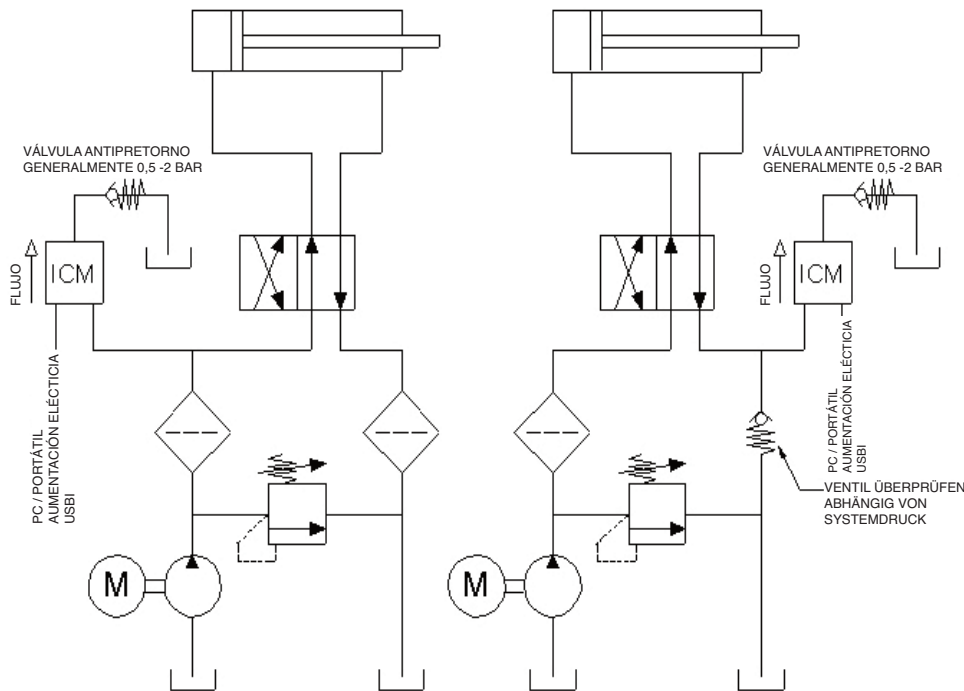 VÁLVULA ANTIPRETORNO
GENERALMENTE 0,5 -2 BAR
FLUJO
ICM
PC / PORTÁTIL
AUMENTACIÓN ELÉCTICIA
USBI
M
VÁLVULA ANTIPRETORNO
GENERALMENTE 0,5 -2 BAR
FLUJO
ICM
PC / PORTÁTIL
AUMENTACIÓN ELÉCTICIA
USBI
VENTIL ÜBERPRÜFEN
ABHÄNGIG VON
SYSTEMDRUCK
M